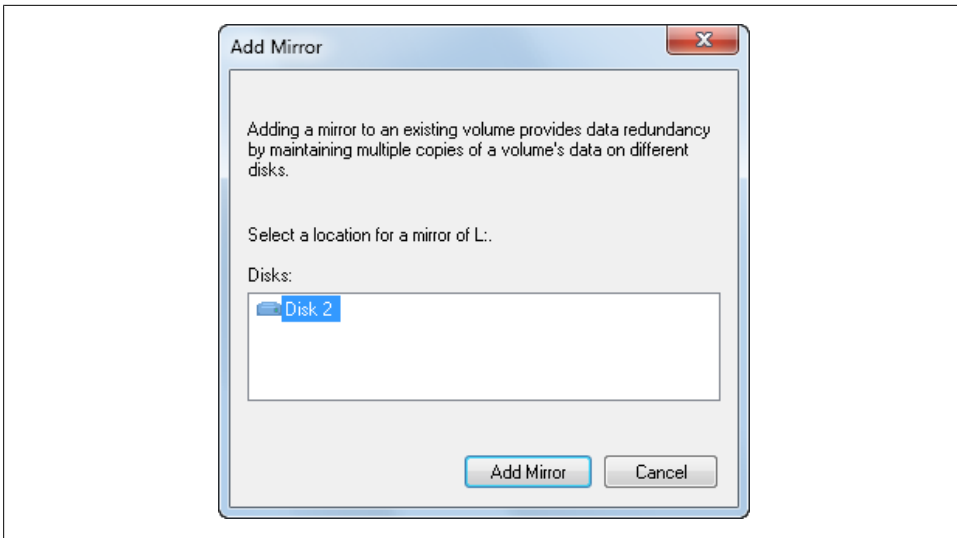 Add Mirror
Adding a mirror to an existing volume provides data redundancy
by maintaining multiple copies of a volume's data on different
disks.
Select a location for a mirror of L:.
Disks:
Disk 2
Add Mirror
Cancel